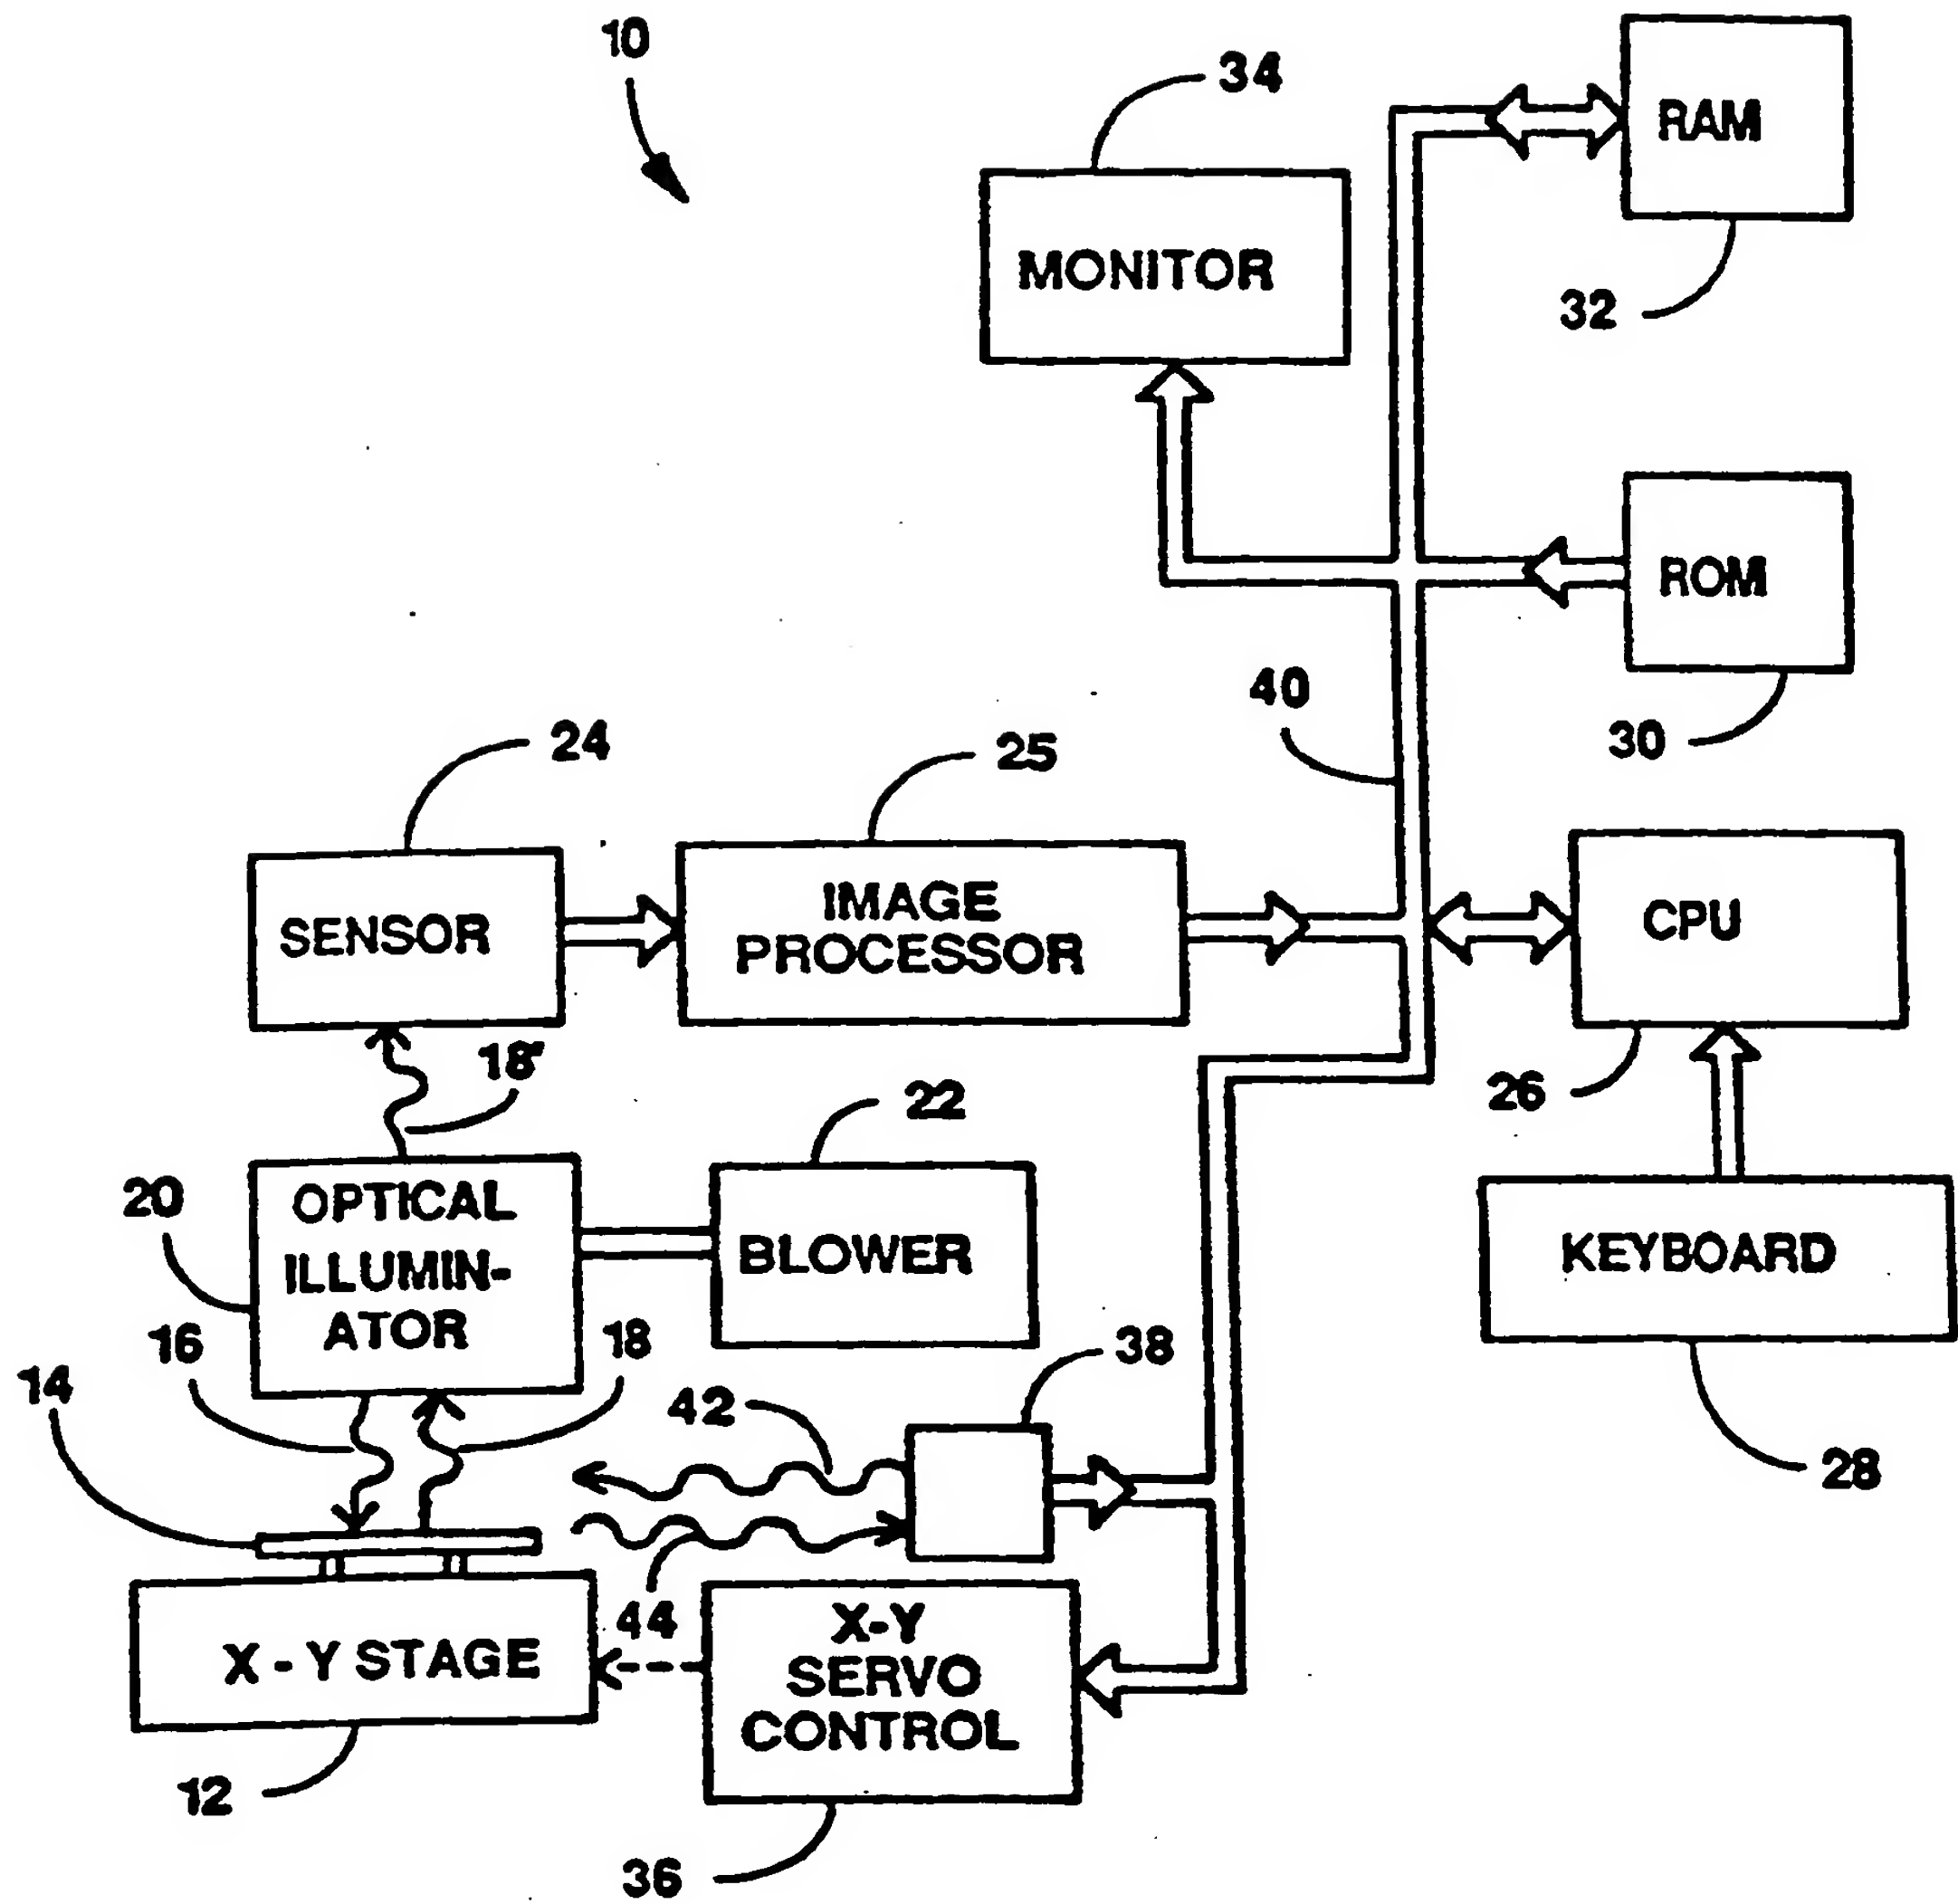 10
34
RAM
MONITOR
32
ROM
40
30
24
25
SENSOR
IMAGE
PROCESSOR
CPU
18'
22
26
20
OPTICAL
ILLUMIN-
ATOR
BLOWER
KEYBOARD
16
18
38
14
42
28
44
X-Y STAGE
X-Y
SERVO
CONTROL
12
36